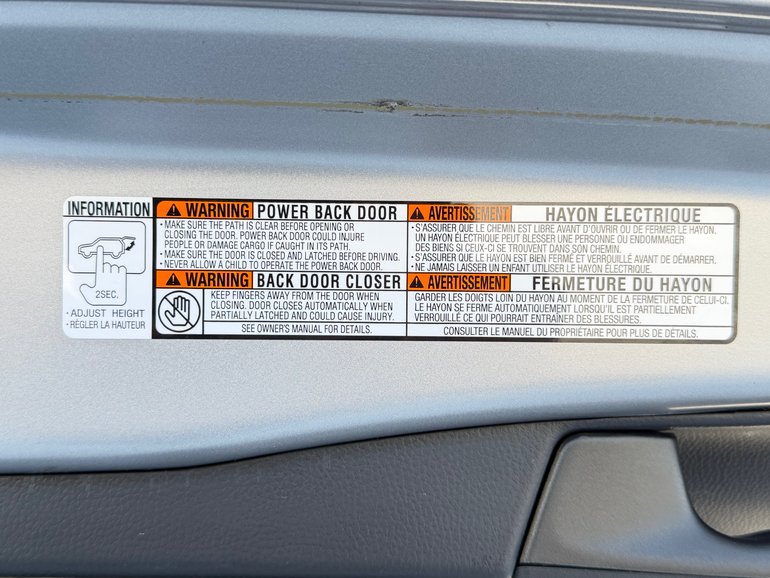 INFORMATION
2SEC.
· ADJUST HEIGHT
· RÉGLER LA HAUTEUR
WARNING POWER BACK DOOR
• MAKE SURE THE PATH IS CLEAR BEFORE OPENING OR
CLOSING THE DOOR. POWER BACK DOOR COULD INJURE
PEOPLE OR DAMAGE CARGO IF CAUGHT IN ITS PATH.
• MAKE SURE THE DOOR IS CLOSED AND LATCHED BEFORE DRIVING.
• NEVER ALLOW A CHILD TO OPERATE THE POWER BACK DOOR.
WARNING BACK DOOR CLOSER
KEEP FINGERS AWAY FROM THE DOOR WHEN
CLOSING. DOOR CLOSES AUTOMATICALLY WHEN
PARTIALLY LATCHED AND COULD CAUSE INJURY.
SEE OWNER'S MANUAL FOR DETAILS.
AVERTISSEMENT HAYON ÉLECTRIQUE
• S'ASSURER QUE LE CHEMIN EST LIBRE AVANT D'OUVRIR OU DE FERMER LE HAYON.
UN HAYON ÉLECTRIQUE PEUT BLESSER UNE PERSONNE OU ENDOMMAGER
DES BIENS SI CEUX-CI SE TROUVENT DANS SON CHEMIN.
• S'ASSURER QUE LE HAYON EST BIEN FERMÉ ET VERROUILLÉ AVANT DE DÉMARRER.
• NE JAMAIS LAISSER UN ENFANT UTILISER LE HAYON ÉLECTRIQUE.
AVERTISSEMENT FERMETURE DU HAYON
GARDER LES DOIGTS LOIN DU HAYON AU MOMENT DE LA FERMETURE DE CELUI-CI.
LE HAYON SE FERME AUTOMATIQUEMENT LORSQU'IL EST PARTIELLEMENT
VERROUILLÉ CE QUI POURRAIT ENTRAÎNER DES BLESSURES.
CONSULTER LE MANUEL DU PROPRIÉTAIRE POUR PLUS DE DÉTAILS.